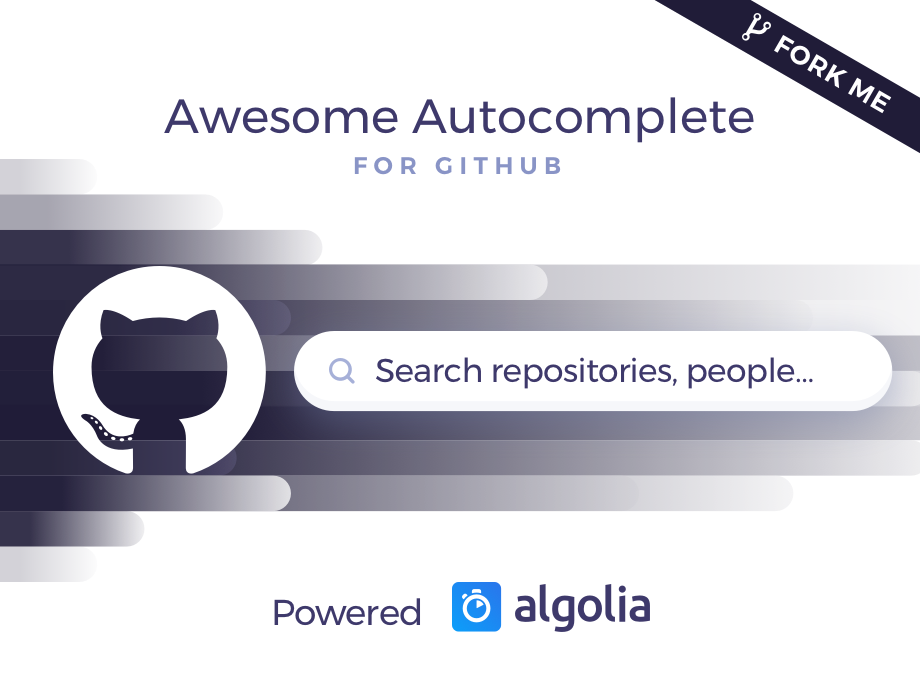 FORK ME
Awesome Autocomplete
FOR GITHUB
Search repositories, people...
Powered
algolia